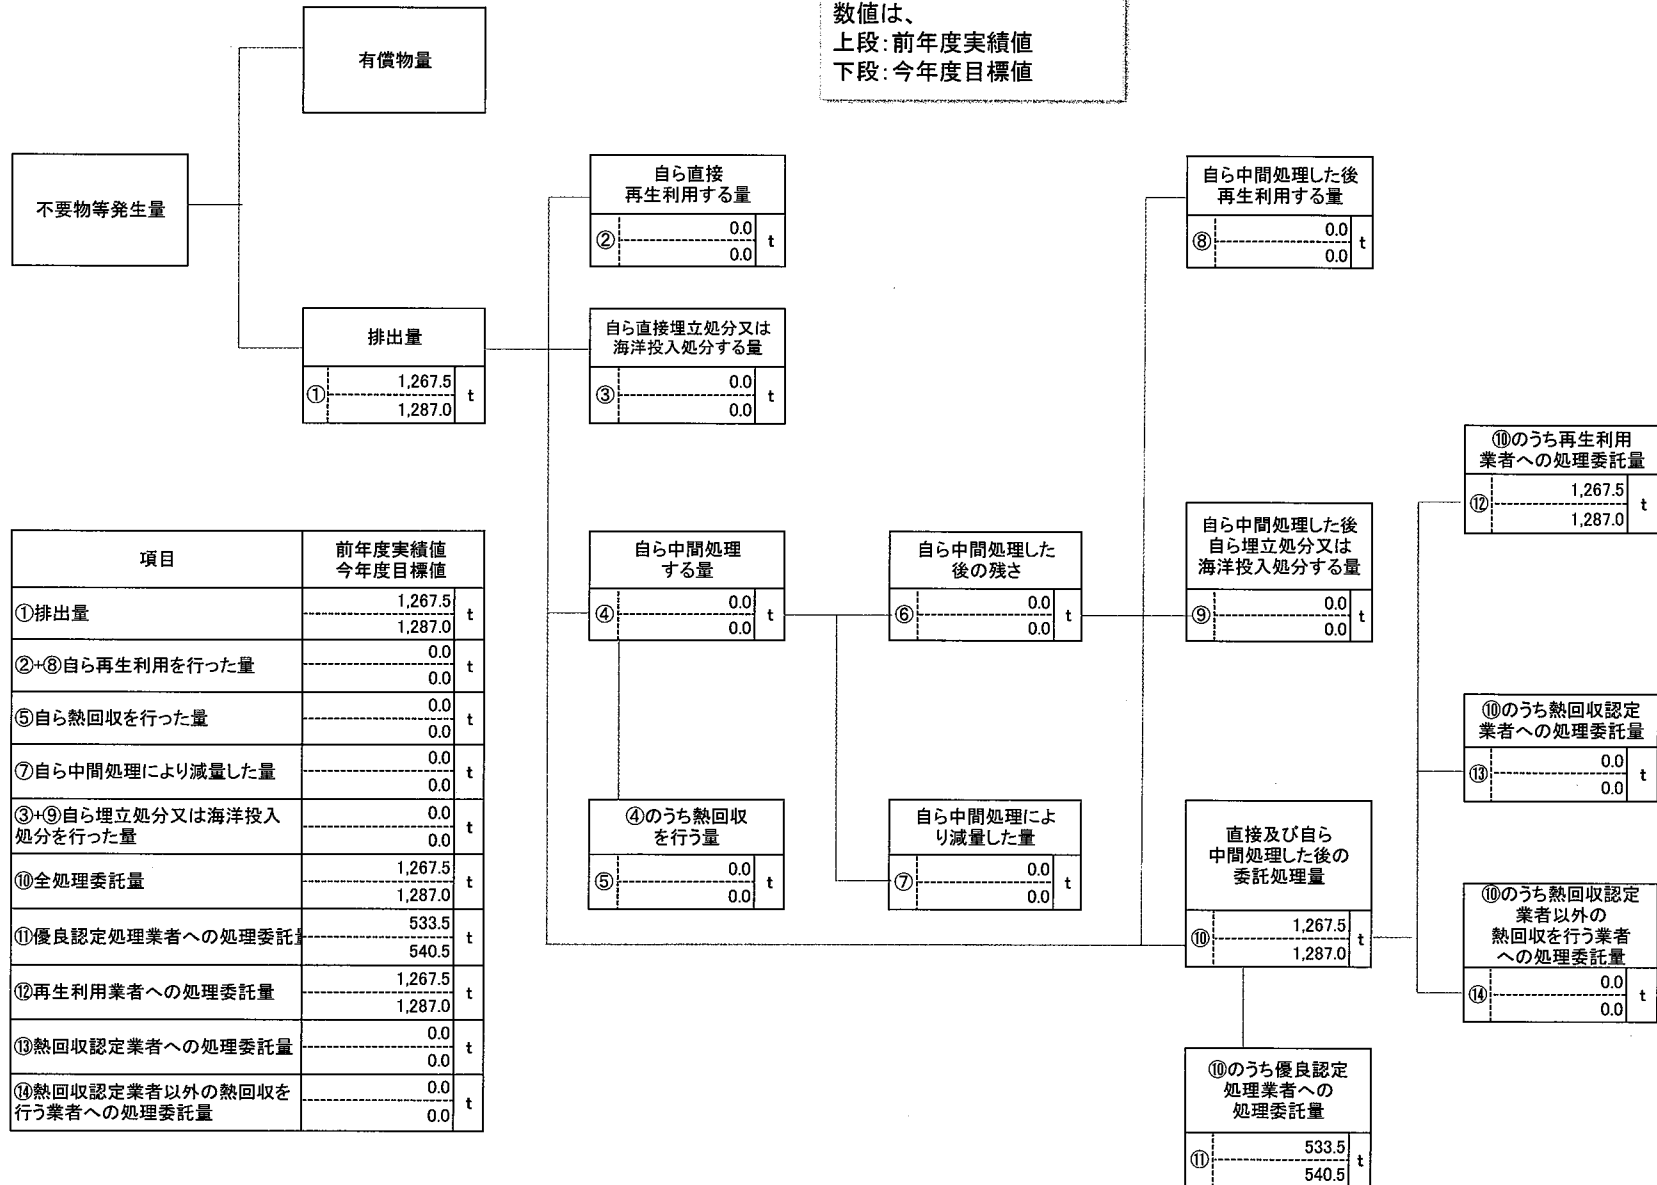 数値は、
上段:前年度実績値
下段:今年度目標値
有償物量
不要物等発生量
排出量
① 1,267.5 t
1,287.0
自ら直接
再生利用する量
② 0.0 t
0.0
自ら直接埋立処分又は
海洋投入処分する量
③ 0.0 t
0.0
自ら中間処理
する量
④ 0.0 t
0.0
④のうち熱回収
を行う量
⑤ 0.0 t
0.0
自ら中間処理した
後の残さ
⑥ 0.0 t
0.0
自ら中間処理によ
り減量した量
⑦ 0.0 t
0.0
自ら中間処理した後
再生利用する量
⑧ 0.0 t
0.0
自ら中間処理した後
自ら埋立処分又は
海洋投入処分する量
⑨ 0.0 t
0.0
直接及び自ら
中間処理した後の
委託処理量
⑩ 1,267.5 t
1,287.0
⑩のうち優良認定
処理業者への
処理委託量
⑪ 533.5 t
540.5
⑩のうち再生利用
業者への処理委託量
⑫ 1,267.5 t
1,287.0
⑩のうち熱回収認定
業者への処理委託量
⑬ 0.0 t
0.0
⑩のうち熱回収認定
業者以外の
熱回収を行う業者
への処理委託量
⑭ 0.0 t
0.0
項目 前年度実績値
今年度目標値
①排出量 1,267.5 t
1,287.0
②+⑧自ら再生利用を行った量 0.0 t
0.0
⑤自ら熱回収を行った量 0.0 t
0.0
⑦自ら中間処理により減量した量 0.0 t
0.0
③+⑨自ら埋立処分又は海洋投入
処分を行った量 0.0 t
0.0
⑩全処理委託量 1,267.5 t
1,287.0
⑪優良認定処理業者への処理委託 533.5 t
540.5
⑫再生利用業者への処理委託量 1,267.5 t
1,287.0
⑬熱回収認定業者への処理委託量 0.0 t
0.0
⑭熱回収認定業者以外の熱回収を
行う業者への処理委託量 0.0 t
0.0